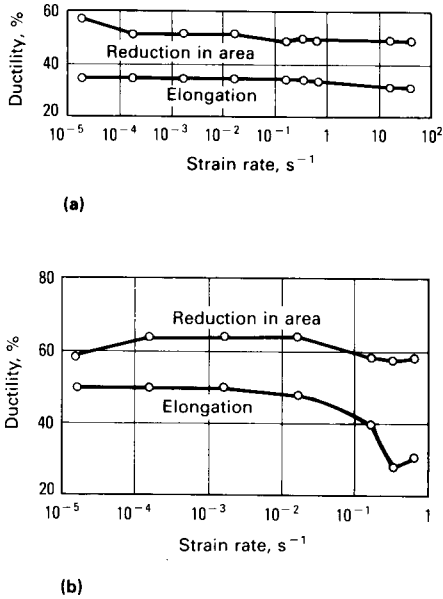 Ductility, %
60
40
20
Reduction in area
Elongation
10⁻⁵ 10⁻⁴ 10⁻³ 10⁻² 10⁻¹ 1 10 10²
Strain rate, s⁻¹
(a)
Ductility, %
80
60
40
20
Reduction in area
Elongation
10⁻⁵ 10⁻⁴ 10⁻³ 10⁻² 10⁻¹ 1
Strain rate, s⁻¹
(b)